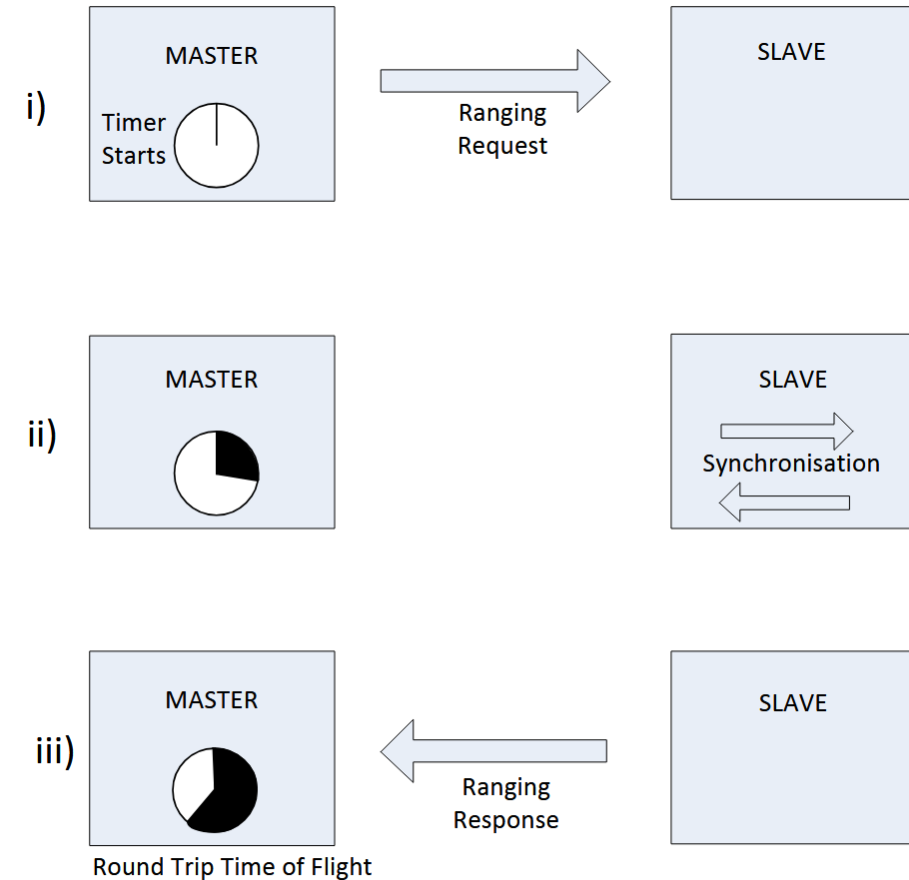 i)
MASTER
Timer
Starts
Ranging
Request
SLAVE
ii)
MASTER
SLAVE
Synchronisation
iii)
MASTER
Round Trip Time of Flight
Ranging
Response
SLAVE